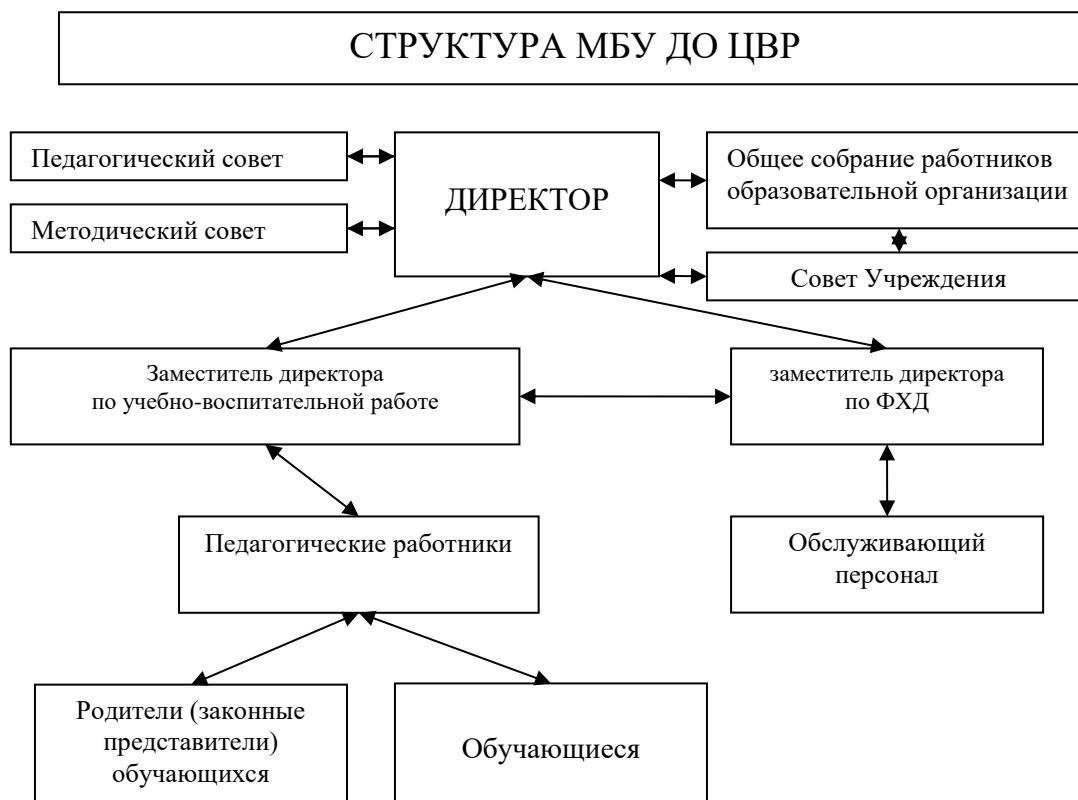 СТРУКТУРА МБУ ДО ЦВР
Педагогический совет
Методический совет
ДИРЕКТОР
Общее собрание работников
образовательной организации
Совет Учреждения
Заместитель директора
по учебно-воспитательной работе
заместитель директора
по ФХД
Педагогические работники
Обслуживающий
персонал
Родители (законные
представители)
обучающихся
Обучающиеся